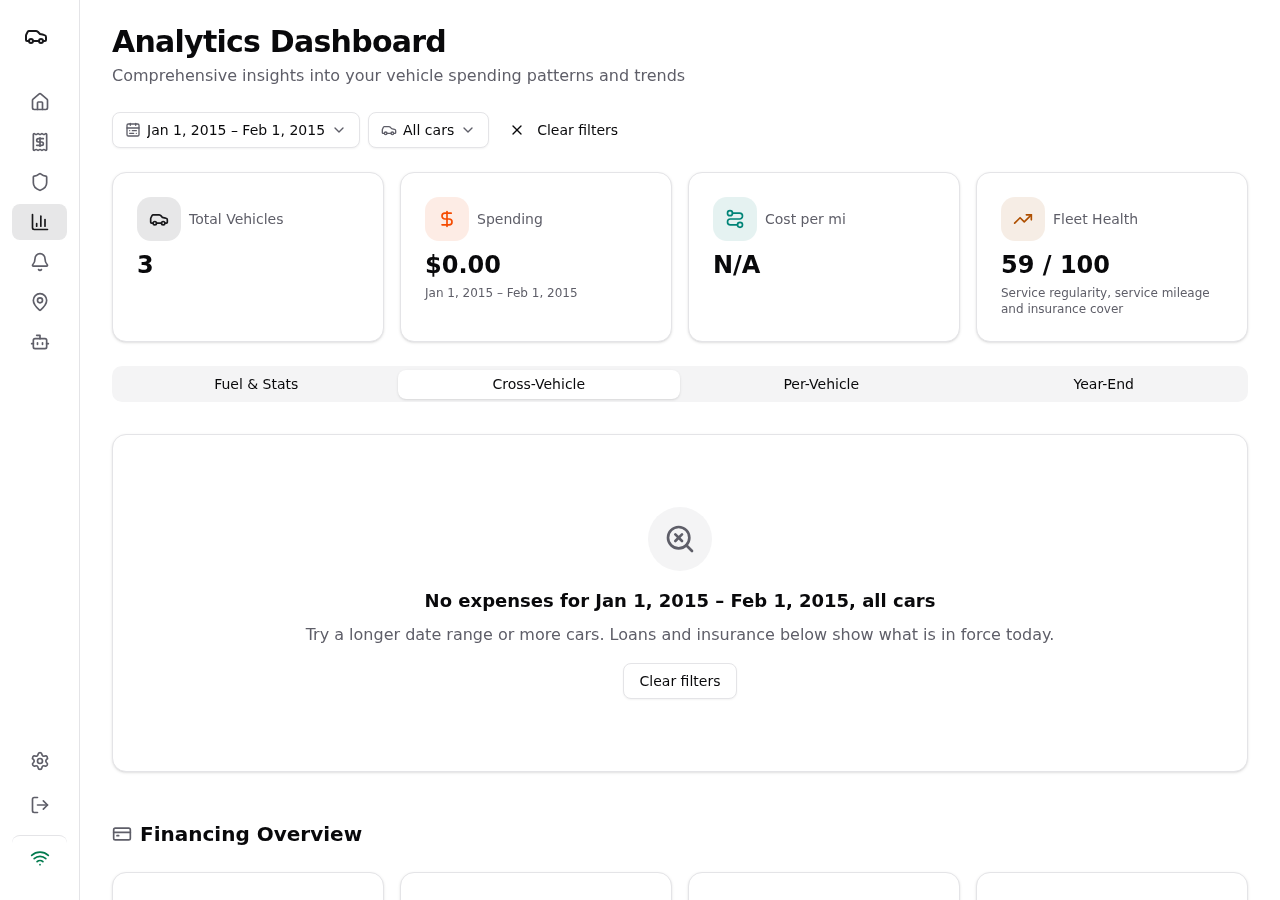 Analytics Dashboard
Comprehensive insights into your vehicle spending patterns and trends
Jan 1, 2015 – Feb 1, 2015
All cars
Clear filters
Total Vehicles
3
Spending
$0.00
Jan 1, 2015 – Feb 1, 2015
Cost per mi
N/A
Fleet Health
59 / 100
Service regularity, service mileage
and insurance cover
Fuel & Stats
Cross-Vehicle
Per-Vehicle
Year-End
No expenses for Jan 1, 2015 – Feb 1, 2015, all cars
Try a longer date range or more cars. Loans and insurance below show what is in force today.
Clear filters
Financing Overview